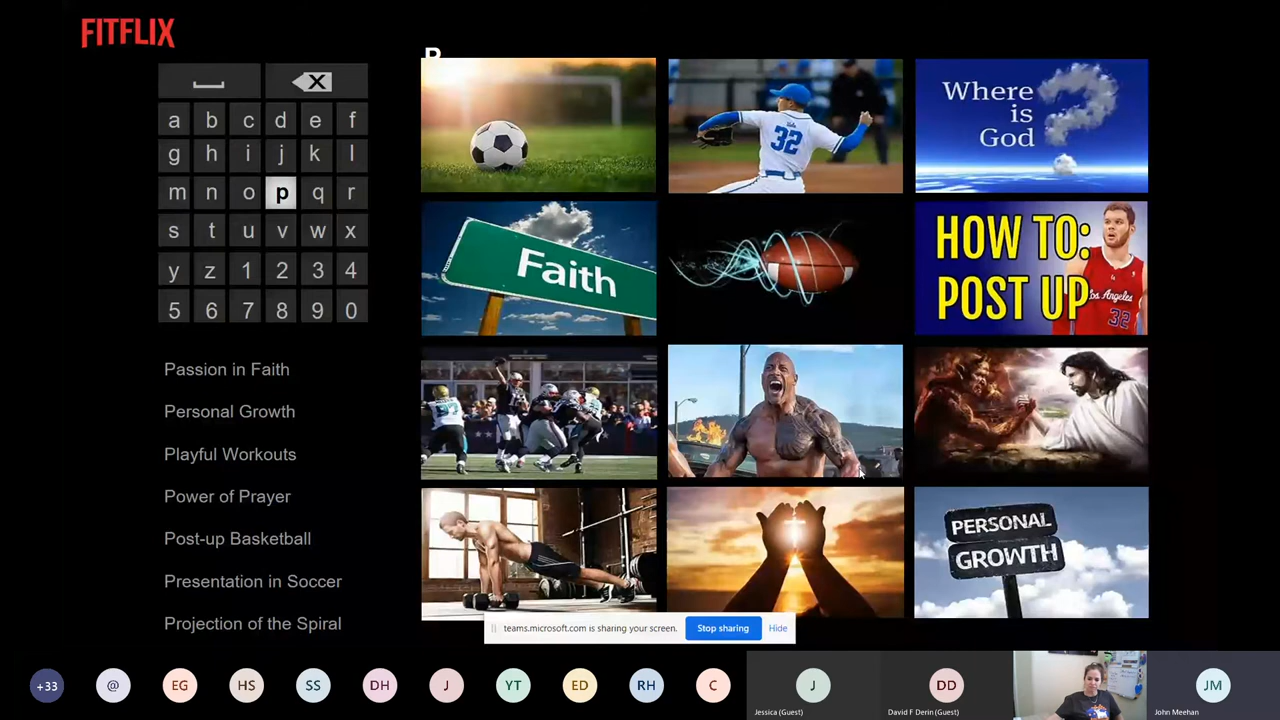 FITFLIX
a b c d e f
g h i j k l
m n o p q r
s t u v w x
y z 1 2 3 4
5 6 7 8 9 0
Passion in Faith
Personal Growth
Playful Workouts
Power of Prayer
Post-up Basketball
Presentation in Soccer
Projection of the Spiral
32
Where
is
God
Faith
HOW TO:
POST UP
Los Angeles
32
PERSONAL
GROWTH
teams.microsoft.com is sharing your screen.
Stop sharing
Hide
+33
@
EG
HS
SS
DH
J
YT
ED
RH
C
J
DD
JM
Jessica (Guest)
David F Derin (Guest)
John Meehan